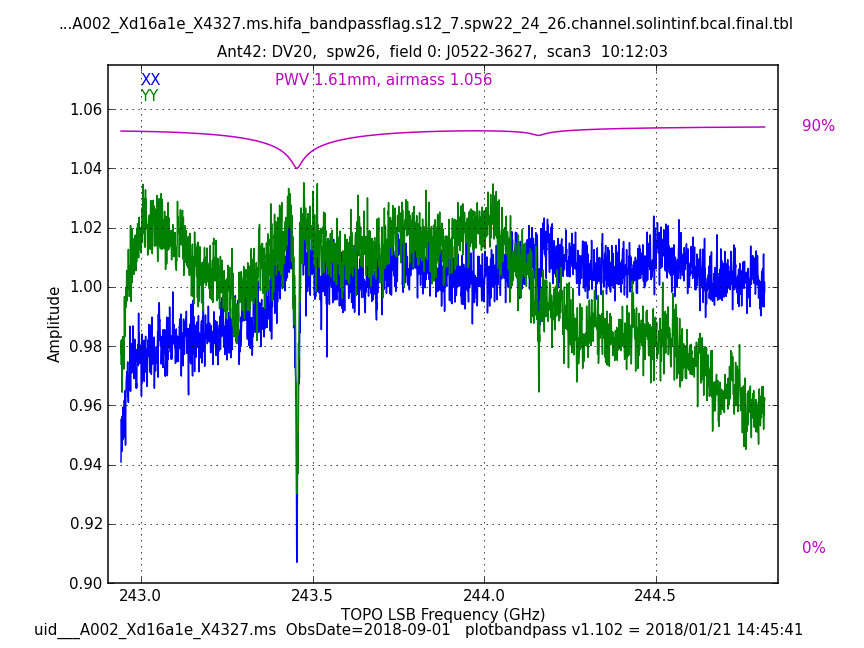 ...A002_Xd16a1e_X4327.ms.hifa_bandpassflag.s12_7.spw22_24_26.channel.solintinf.bcal.final.tbl
Ant42: DV20,  spw26,  field 0: J0522-3627,  scan3  10:12:03
XX
PWV 1.61mm, airmass 1.056
YY
1.06
90%
1.04
1.02
1.00
Amplitude
0.98
0.96
0.94
0.92
0%
0.90
243.0 243.5 244.0 244.5
TOPO LSB Frequency (GHz)
uid___A002_Xd16a1e_X4327.ms  ObsDate=2018-09-01   plotbandpass v1.102 = 2018/01/21 14:45:41